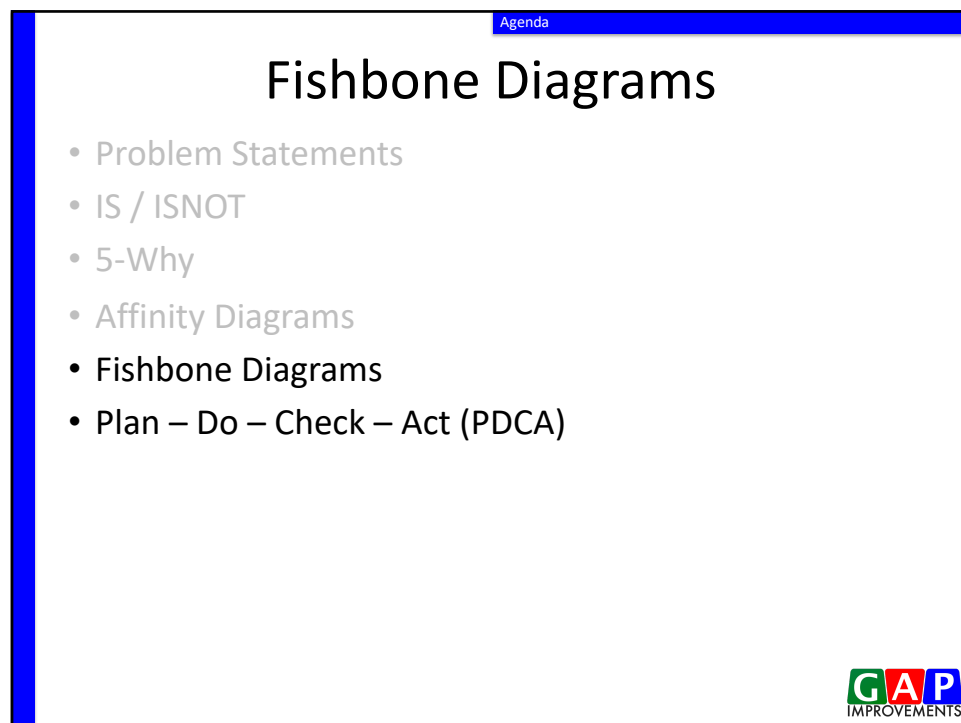 Agenda
Fishbone Diagrams
• Problem Statements
• IS / ISNOT
• 5-Why
• Affinity Diagrams
• Fishbone Diagrams
• Plan – Do – Check – Act (PDCA)
GAP
IMPROVEMENTS